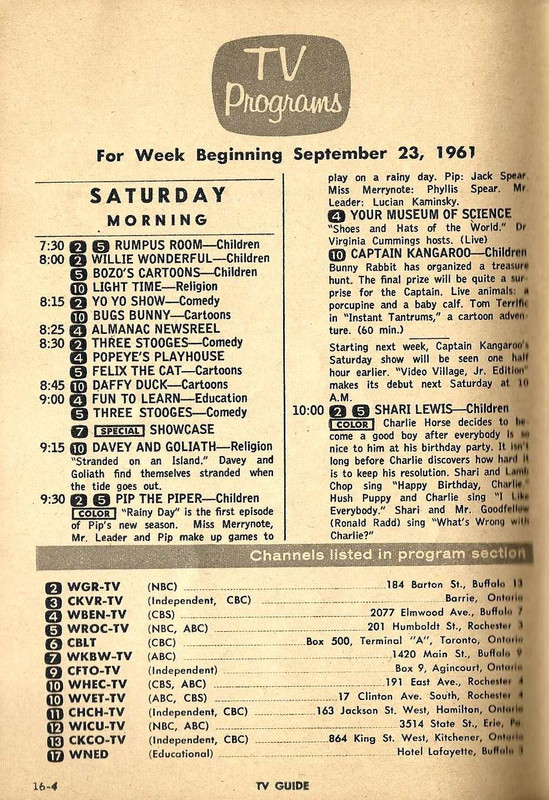 TV
Programs
For Week Beginning September 23, 1961
SATURDAY
MORNING
7:30 2 5 RUMPUS ROOM—Children
8:00 2 WILLIE WONDERFUL—Children
5 BOZO'S CARTOONS—Children
10 LIGHT TIME—Religion
8:15 2 YO YO SHOW—Comedy
10 BUGS BUNNY—Cartoons
8:25 4 ALMANAC NEWSREEL
8:30 2 THREE STOOGES—Comedy
4 POPEYE'S PLAYHOUSE
5 FELIX THE CAT—Cartoons
8:45 10 DAFFY DUCK—Cartoons
9:00 4 FUN TO LEARN—Education
5 THREE STOOGES—Comedy
7 SPECIAL SHOWCASE
9:15 10 DAVEY AND GOLIATH—Religion
"Stranded on an Island." Davey and
Goliath find themselves stranded when
the tide goes out.
9:30 2 5 PIP THE PIPER—Children
COLOR "Rainy Day" is the first episode
of Pip's new season. Miss Merrynote,
Mr. Leader and Pip make up games to
play on a rainy day. Pip: Jack Spear.
Miss Merrynote: Phyllis Spear. Mr.
Leader: Lucian Kaminsky.
4 YOUR MUSEUM OF SCIENCE
"Shoes and Hats of the World." Dr.
Virginia Cummings hosts. (Live)
10 CAPTAIN KANGAROO—Children
Bunny Rabbit has organized a treasure
hunt. The final prize will be quite a sur-
prise for the Captain. Live animals: a
porcupine and a baby calf. Tom Terrific
in "Instant Tantrums," a cartoon adven-
ture. (60 min.)
Starting next week, Captain Kangaroo's
Saturday show will be seen one half
hour earlier. "Video Village, Jr. Edition"
makes its debut next Saturday at 10
A.M.
10:00 2 5 SHARI LEWIS—Children
COLOR Charlie Horse decides to be-
come a good boy after everybody is so
nice to him at his birthday party. It isn't
long before Charlie discovers how hard it
is to keep his resolution. Shari and Lamb
Chop sing "Happy Birthday, Charlie."
Hush Puppy and Charlie sing "I Like
Everybody." Shari and Mr. Goodfellow
(Ronald Radd) sing "What's Wrong with
Charlie?"
Channels listed in program section
2 WGR-TV (NBC) 184 Barton St., Buffalo 13
3 CKVR-TV (Independent, CBC) Barrie, Ontario
4 WBEN-TV (CBS) 2077 Elmwood Ave., Buffalo 7
5 WROC-TV (NBC, ABC) 201 Humboldt St., Rochester 3
6 CBLT (CBC) Box 500, Terminal "A", Toronto, Ontario
7 WKBW-TV (ABC) 1420 Main St., Buffalo 9
9 CFTO-TV (Independent) Box 9, Agincourt, Ontario
10 WHEC-TV (CBS, ABC) 191 East Ave., Rochester 4
10 WVET-TV (ABC, CBS) 17 Clinton Ave. South, Rochester 4
11 CHCH-TV (Independent, CBC) 163 Jackson St. West, Hamilton, Ontario
12 WICU-TV (NBC, ABC) 3514 State St., Erie, Pa.
13 CKCO-TV (Independent, CBC) 864 King St. West, Kitchener, Ontario
17 WNED (Educational) Hotel Lafayette, Buffalo 3
16-4 TV GUIDE